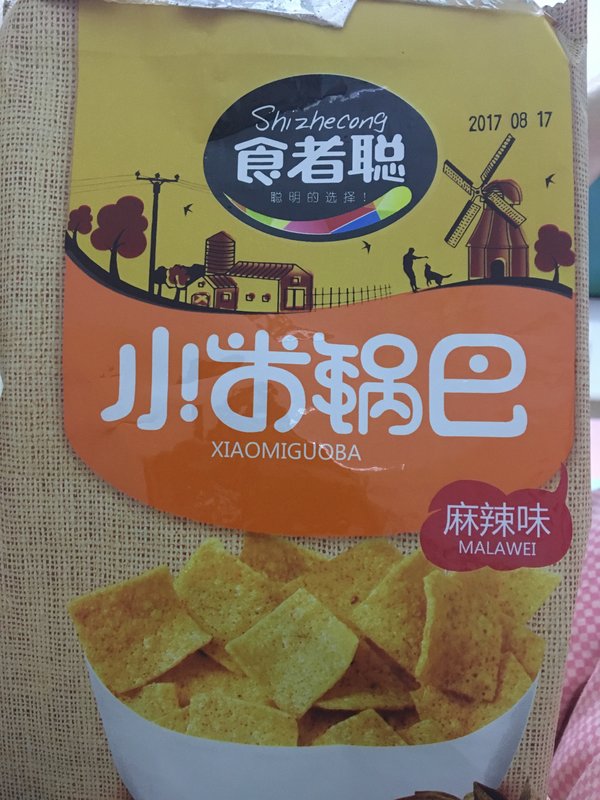 Shizhecong
食者聪
聪明的选择!
2017 08 17
小米锅巴
XIAOMIGUOBA
麻辣味
MALAWEI